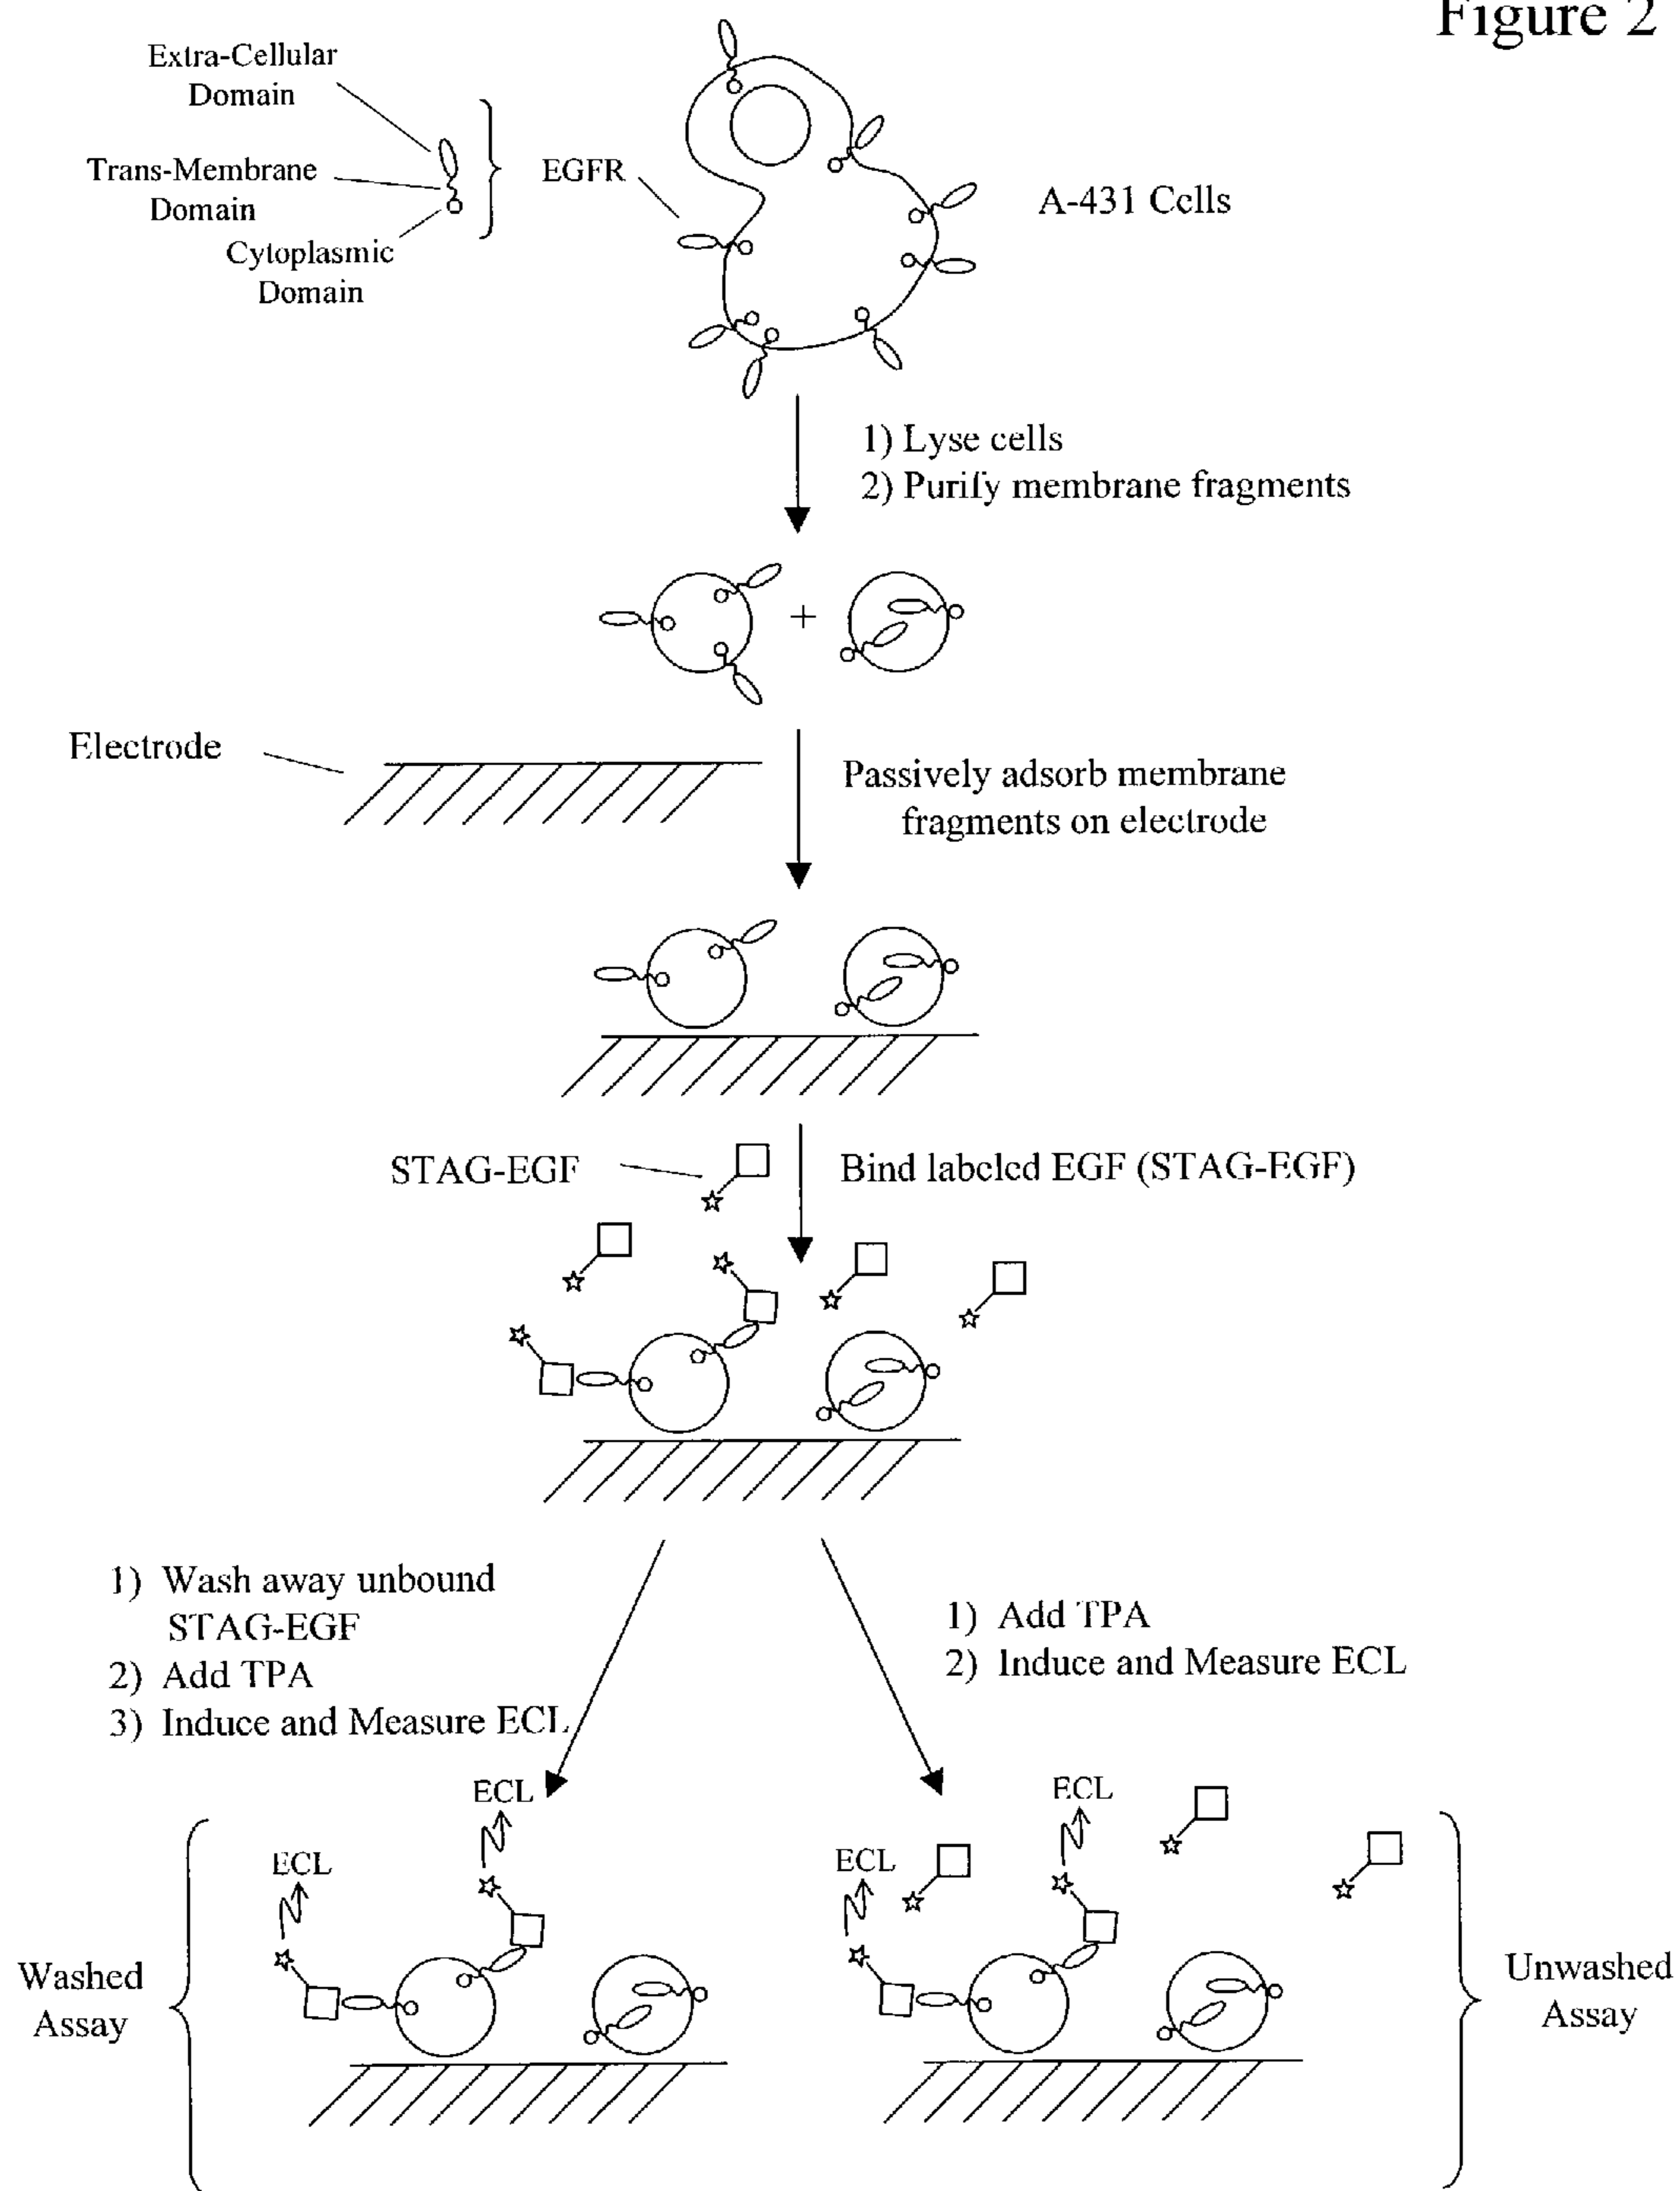 Figure 2
Extra-Cellular
Domain
Trans-Membrane
Domain
Cytoplasmic
Domain
EGFR
A-431 Cells
1) Lyse cells
2) Purify membrane fragments
+
Electrode
Passively adsorb membrane
fragments on electrode
STAG-EGF
Bind labeled EGF (STAG-EGF)
1) Wash away unbound
STAG-EGF
2) Add TPA
3) Induce and Measure ECL
1) Add TPA
2) Induce and Measure ECL
ECL
ECL
ECL
ECL
Washed
Assay
Unwashed
Assay